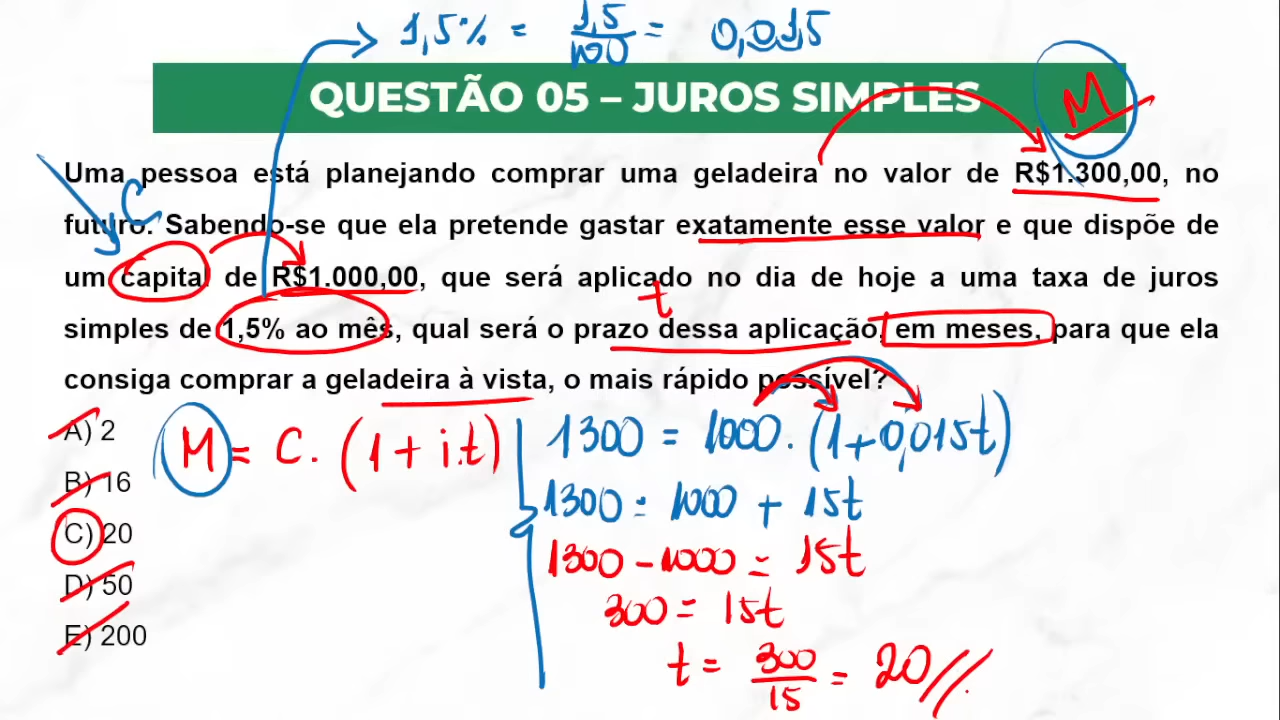 1,5% = 1,5/100 = 0,015
QUESTÃO 05 – JUROS SIMPLES
M
Uma pessoa está planejando comprar uma geladeira no valor de R$1.300,00, no
C
futuro. Sabendo-se que ela pretende gastar exatamente esse valor e que dispõe de
um capital de R$1.000,00, que será aplicado no dia de hoje a uma taxa de juros
t
simples de 1,5% ao mês, qual será o prazo dessa aplicação, em meses, para que ela
consiga comprar a geladeira à vista, o mais rápido possível?
A) 2
B) 16
C) 20
D) 50
E) 200
M = C. (1 + i.t)
1300 = 1000. (1+0,015t)
1300 = 1000 + 15t
1300 - 1000 = 15t
300 = 15t
t = 300/15 = 20//.